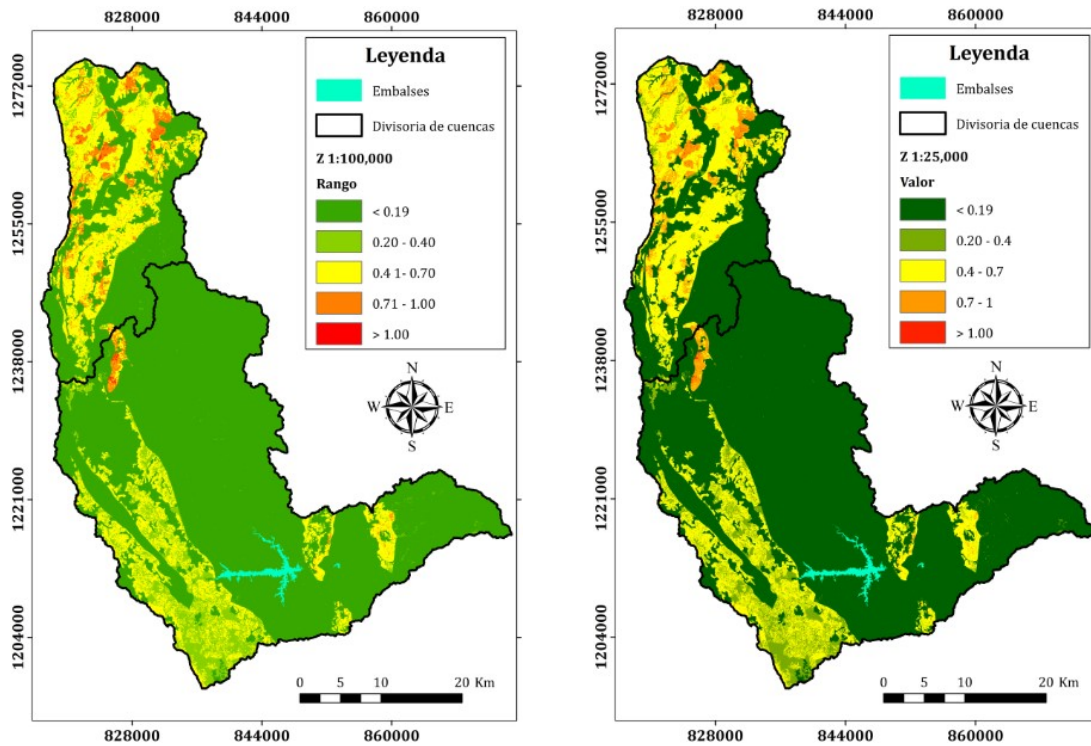 828000 844000 860000
1272000
1255000
1238000
1221000
1204000
Leyenda
Embalses
Divisoria de cuencas
Z 1:100,000
Rango
< 0.19
0.20 - 0.40
0.4 1- 0.70
0.71 - 1.00
> 1.00
N
W E
S
0 5 10 20 Km
828000 844000 860000
828000 844000 860000
1272000
1255000
1238000
1221000
1204000
Leyenda
Embalses
Divisoria de cuencas
Z 1:25,000
Valor
< 0.19
0.20 - 0.4
0.4 - 0.7
0.7 - 1
> 1.00
N
W E
S
0 5 10 20 Km
828000 844000 860000